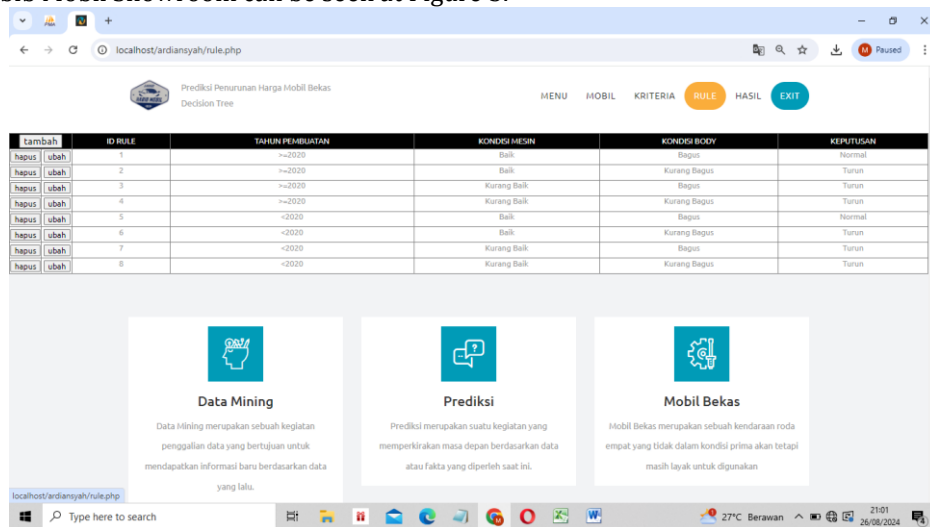 localhost/ardiansyah/rule.php
Paused
Prediksi Penurunan Harga Mobil Bekas
Decision Tree
MENU MOBIL KRITERIA RULE HASIL EXIT
tambah ID RULE TAHUN PEMBUATAN KONDISI MESIN KONDISI BODY KEPUTUSAN
hapus ubah 1 >=2020 Baik Bagus Normal
hapus ubah 2 >=2020 Baik Kurang Bagus Turun
hapus ubah 3 >=2020 Kurang Baik Bagus Turun
hapus ubah 4 >=2020 Kurang Baik Kurang Bagus Turun
hapus ubah 5 <2020 Baik Bagus Normal
hapus ubah 6 <2020 Baik Kurang Bagus Turun
hapus ubah 7 <2020 Kurang Baik Bagus Turun
hapus ubah 8 <2020 Kurang Baik Kurang Bagus Turun
Data Mining
Data Mining merupakan sebuah kegiatan
penggalian data yang bertujuan untuk
mendapatkan informasi baru berdasarkan data
yang lalu.
Prediksi
Prediksi merupakan suatu kegiatan yang
memperkirakan masa depan berdasarkan data
atau fakta yang diperleh saat ini.
Mobil Bekas
Mobil Bekas merupakan sebuah kendaraan roda
empat yang tidak dalam kondisi prima akan tetapi
masih layak untuk digunakan
localhost/ardiansyah/rule.php
Type here to search
27°C Berawan
21:01
26/08/2024